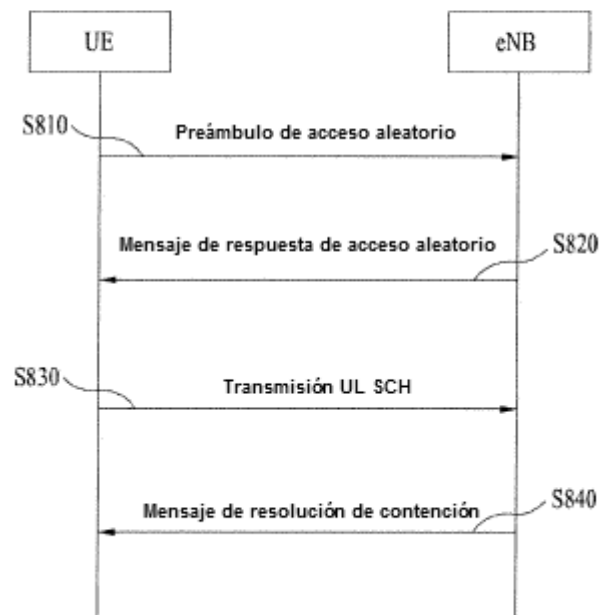 UE
eNB
S810
Preámbulo de acceso aleatorio
Mensaje de respuesta de acceso aleatorio
S820
S830
Transmisión UL SCH
Mensaje de resolución de contención
S840